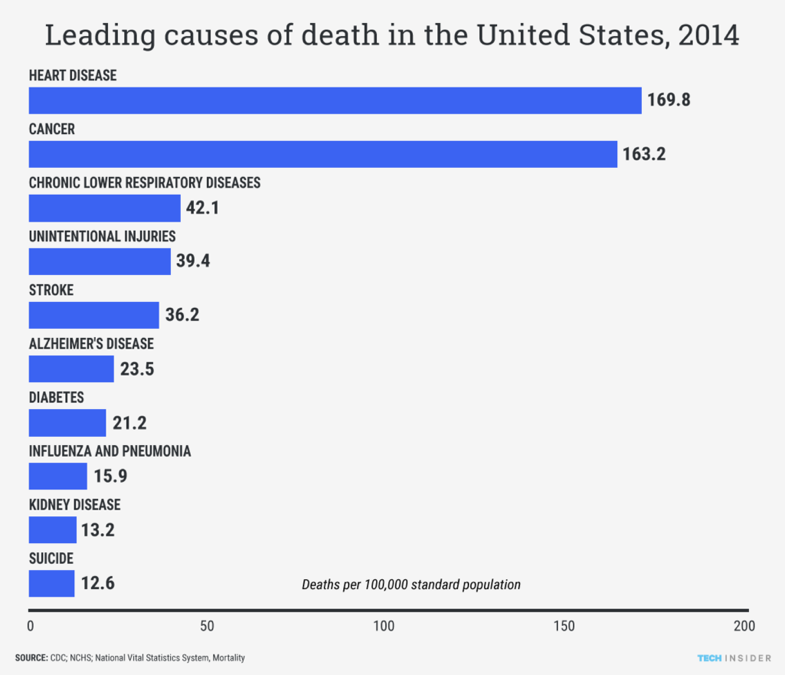 Leading causes of death in the United States, 2014
HEART DISEASE
169.8
CANCER
163.2
CHRONIC LOWER RESPIRATORY DISEASES
42.1
UNINTENTIONAL INJURIES
39.4
STROKE
36.2
ALZHEIMER'S DISEASE
23.5
DIABETES
21.2
INFLUENZA AND PNEUMONIA
15.9
KIDNEY DISEASE
13.2
SUICIDE
12.6
Deaths per 100,000 standard population
0 50 100 150 200
SOURCE: CDC; NCHS; National Vital Statistics System, Mortality
TECH INSIDER